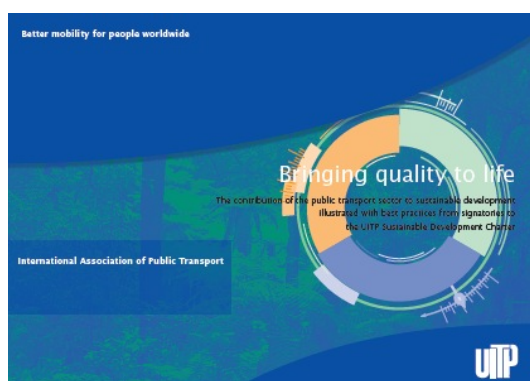 Better mobility for people worldwide
Bringing quality to life
The contribution of the public transport sector to sustainable development
illustrated with best practices from signatories to
the UITP Sustainable Development Charter
International Association of Public Transport
UITP